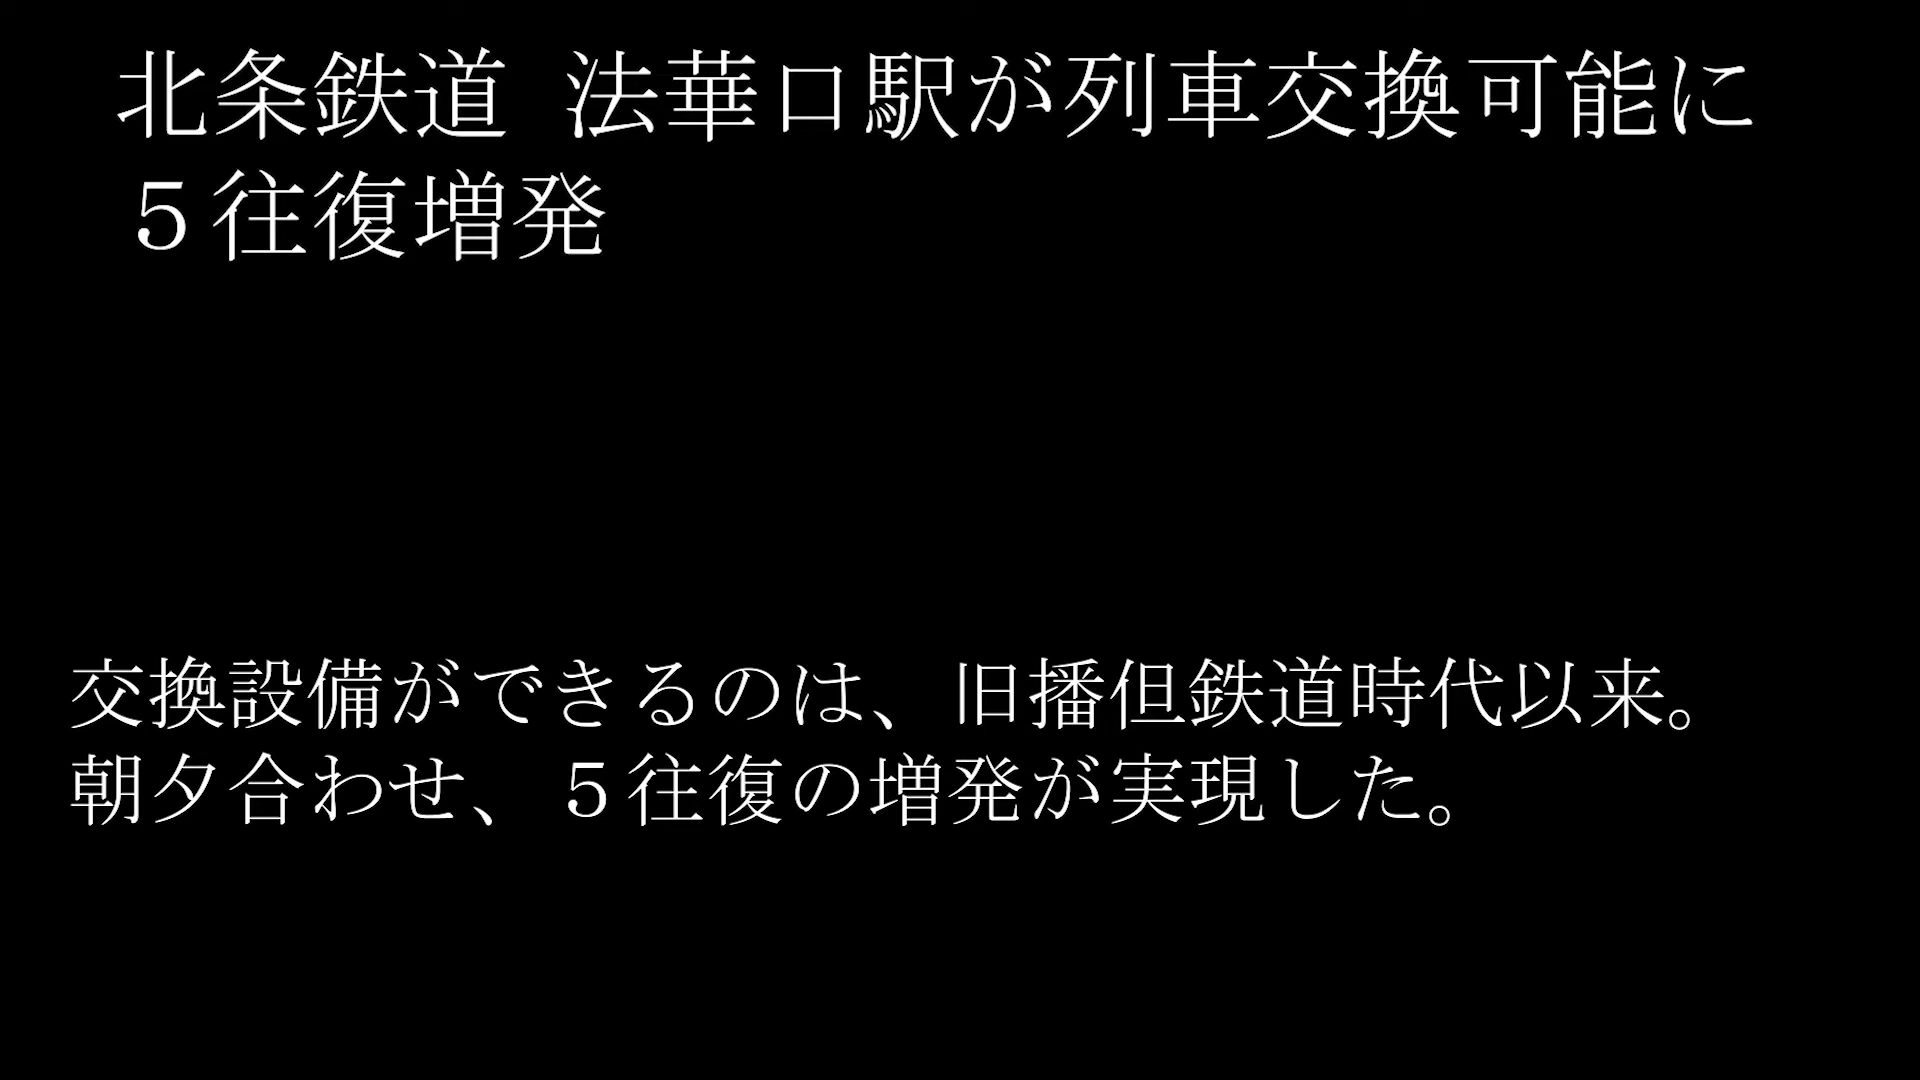 北条鉄道 法華口駅が列車交換可能に
５往復増発
交換設備ができるのは、旧播但鉄道時代以来。
朝夕合わせ、５往復の増発が実現した。